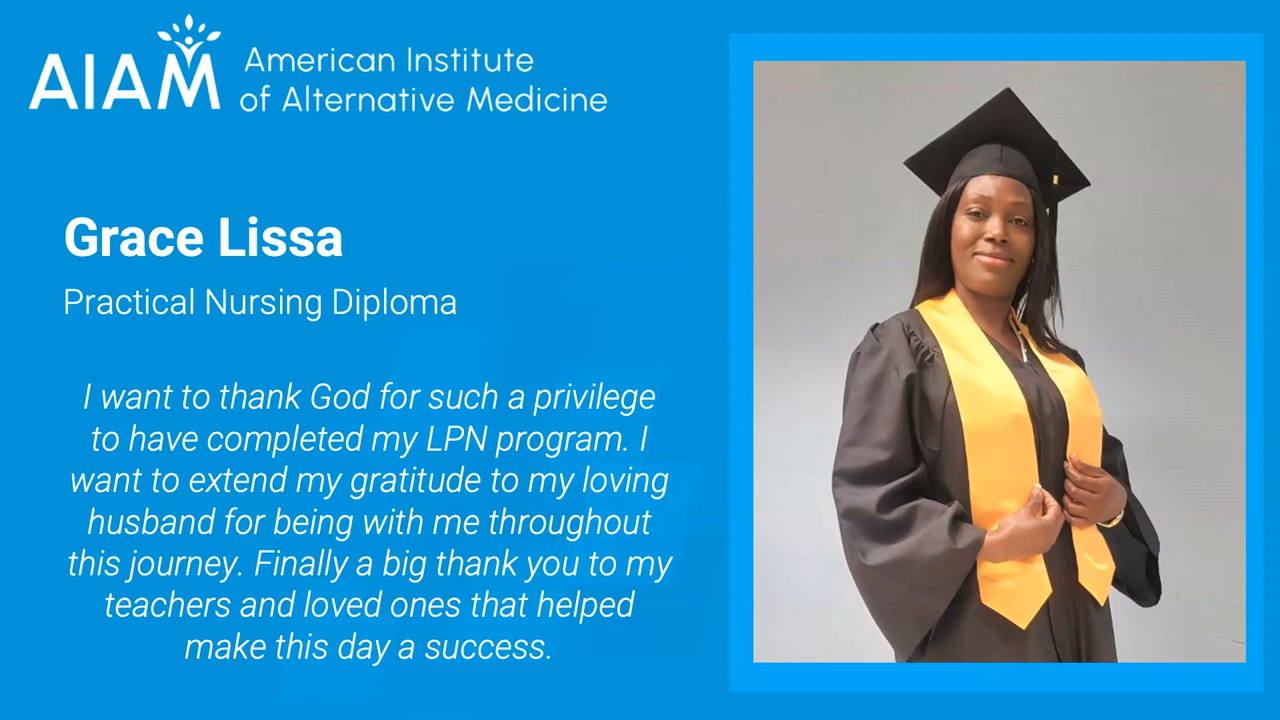 AIAM American Institute
of Alternative Medicine
Grace Lissa
Practical Nursing Diploma
I want to thank God for such a privilege
to have completed my LPN program. I
want to extend my gratitude to my loving
husband for being with me throughout
this journey. Finally a big thank you to my
teachers and loved ones that helped
make this day a success.